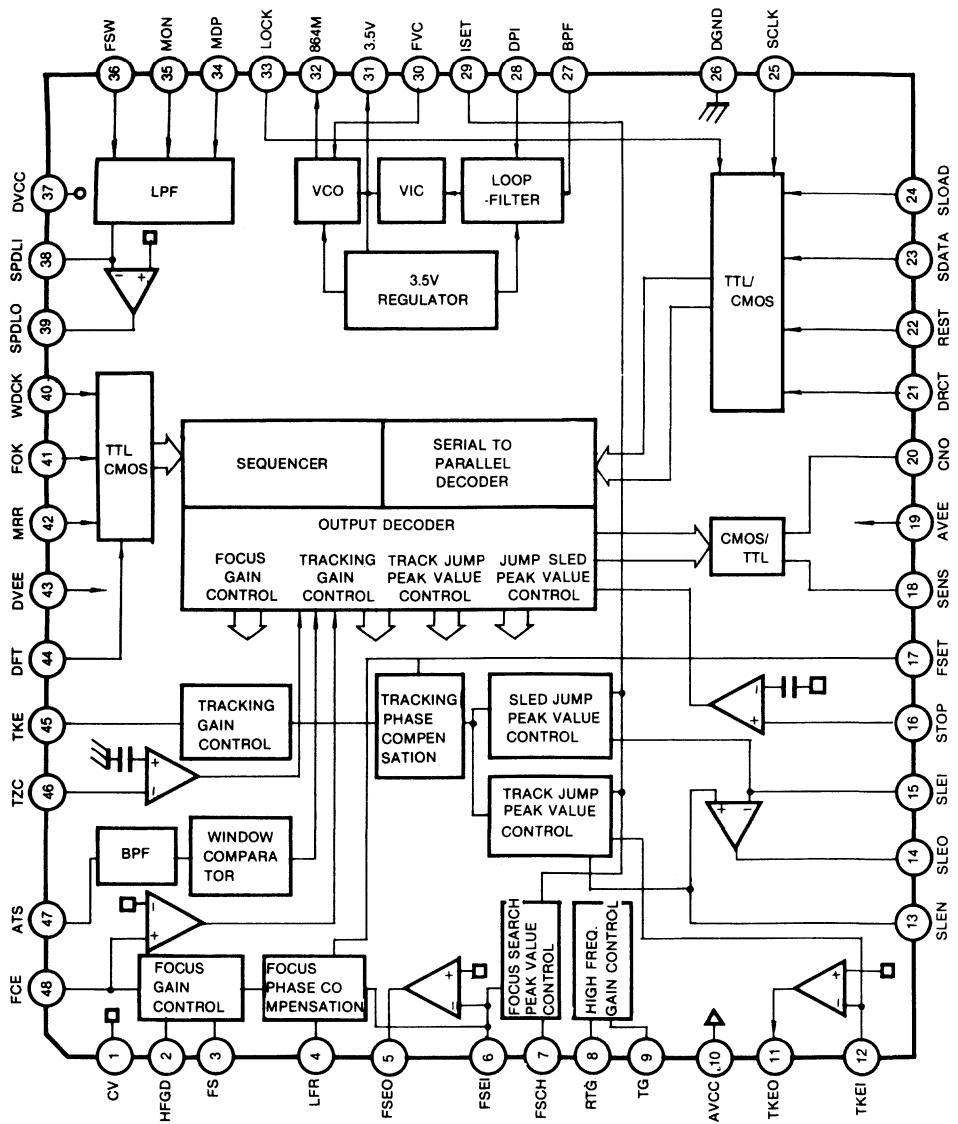 FSW
MON
MDP
LOCK
864M
3.5V
FVC
ISET
DPI
BPF
DGND
SCLK
36
35
34
33
32
31
30
29
28
27
26
25
DVCC
37
LPF
VCO
VIC
LOOP
-FILTER
24
SLOAD
SPDLI
38
3.5V
REGULATOR
TTL/
CMOS
23
SDATA
SPDLO
39
22
REST
WDCK
40
21
DRCT
FOK
41
TTL
CMOS
SEQUENCER
SERIAL TO
PARALLEL
DECODER
20
CNO
MRR
42
OUTPUT DECODER
CMOS/
TTL
19
AVEE
DVEE
43
FOCUS
GAIN
CONTROL
TRACKING
GAIN
CONTROL
TRACK JUMP
PEAK VALUE
CONTROL
JUMP SLED
PEAK VALUE
CONTROL
18
SENS
DFT
44
17
FSET
TKE
45
TRACKING
GAIN
CONTROL
TRACKING
PHASE
COMPEN
SATION
SLED JUMP
PEAK VALUE
CONTROL
16
STOP
TZC
46
TRACK JUMP
PEAK VALUE
CONTROL
15
SLEI
BPF
WINDOW
COMPARA
TOR
14
SLEO
ATS
47
13
SLEN
FCE
48
FOCUS
GAIN
CONTROL
FOCUS
PHASE CO
MPENSATION
FOCUS SEARCH
PEAK VALUE
CONTROL
HIGH FREQ.
GAIN CONTROL
1
2
3
4
5
6
7
8
9
10
11
12
CV
HFGD
FS
LFR
FSEO
FSEI
FSCH
RTG
TG
AVCC
TKEO
TKEI